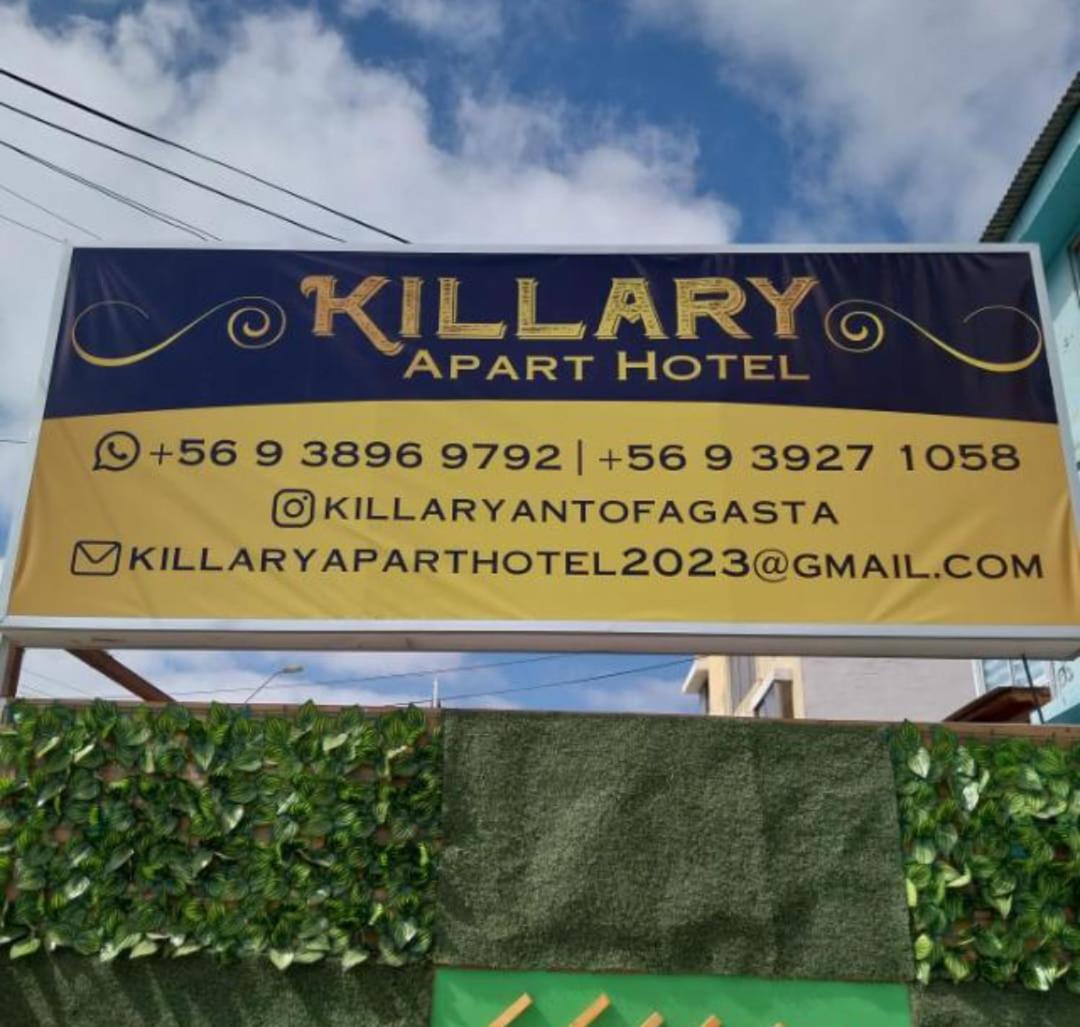 KILLARY
APART HOTEL
+56 9 3896 9792 | +56 9 3927 1058
KILLARYANTOFAGASTA
KILLARYAPARTHOTEL2023@GMAIL.COM